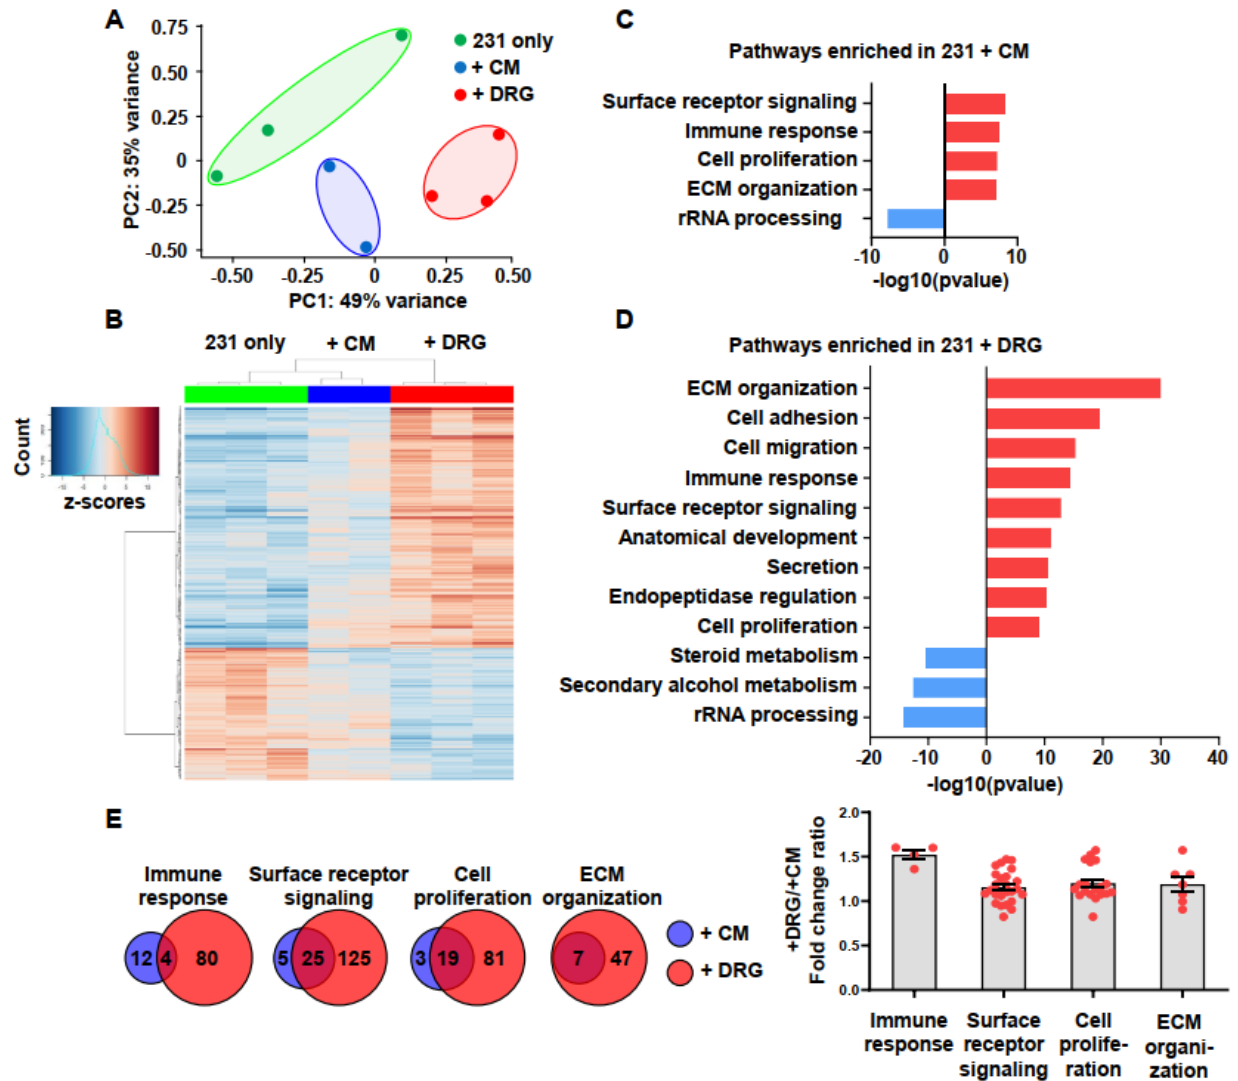 A
0.75
0.50
0.25
0
-0.25
-0.50
PC2: 35% variance
-0.50
-0.25
0
0.25
0.50
PC1: 49% variance
231 only
+ CM
+ DRG
B
231 only
+ CM
+ DRG
Count
z-scores
C
Pathways enriched in 231 + CM
Surface receptor signaling
Immune response
Cell proliferation
ECM organization
rRNA processing
-10
0
10
-log10(pvalue)
D
Pathways enriched in 231 + DRG
ECM organization
Cell adhesion
Cell migration
Immune response
Surface receptor signaling
Anatomical development
Secretion
Endopeptidase regulation
Cell proliferation
Steroid metabolism
Secondary alcohol metabolism
rRNA processing
-20
-10
0
10
20
30
40
-log10(pvalue)
E
Immune
response
12 4 80
Surface receptor
signaling
5 25 125
Cell
proliferation
3 19 81
ECM
organization
7 47
+ CM
+ DRG
+DRG/+CM
Fold change ratio
2.0
1.5
1.0
0.5
0.0
Immune
response
Surface
receptor
signaling
Cell
prolife-
ration
ECM
organi-
zation